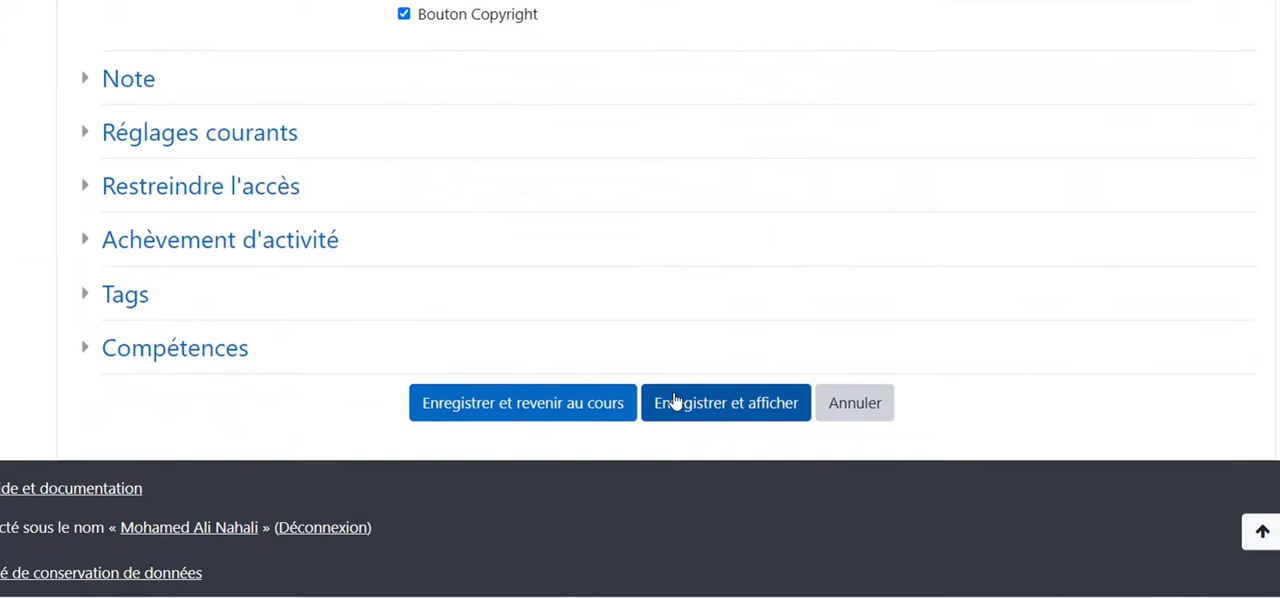 Bouton Copyright
Note
Réglages courants
Restreindre l'accès
Achèvement d'activité
Tags
Compétences
Enregistrer et revenir au cours Enregistrer et afficher Annuler
ide et documentation
cté sous le nom « Mohamed Ali Nahali » (Déconnexion)
é de conservation de données